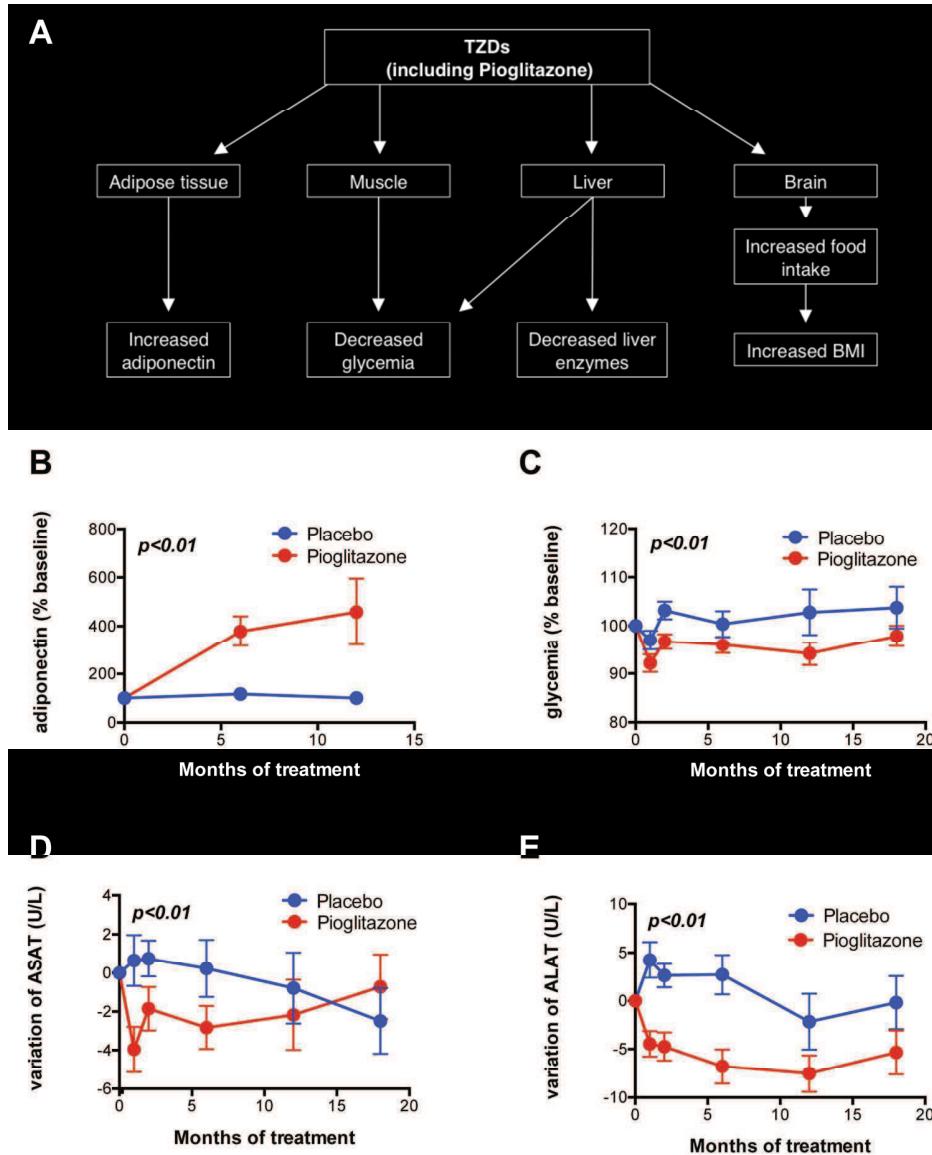 A
TZDs
(including Pioglitazone)
Adipose tissue
Muscle
Liver
Brain
Increased food
intake
Increased
adiponectin
Decreased
glycemia
Decreased liver
enzymes
Increased BMI
B
adiponectin (% baseline)
800
600
400
200
0
p<0.01
Placebo
Pioglitazone
0
5
10
15
Months of treatment
C
glycemia (% baseline)
120
110
100
90
80
p<0.01
Placebo
Pioglitazone
0
5
10
15
20
Months of treatment
D
variation of ASAT (U/L)
4
2
0
-2
-4
-6
p<0.01
Placebo
Pioglitazone
0
5
10
15
20
Months of treatment
E
variation of ALAT (U/L)
10
5
0
-5
-10
p<0.01
Placebo
Pioglitazone
0
5
10
15
20
Months of treatment